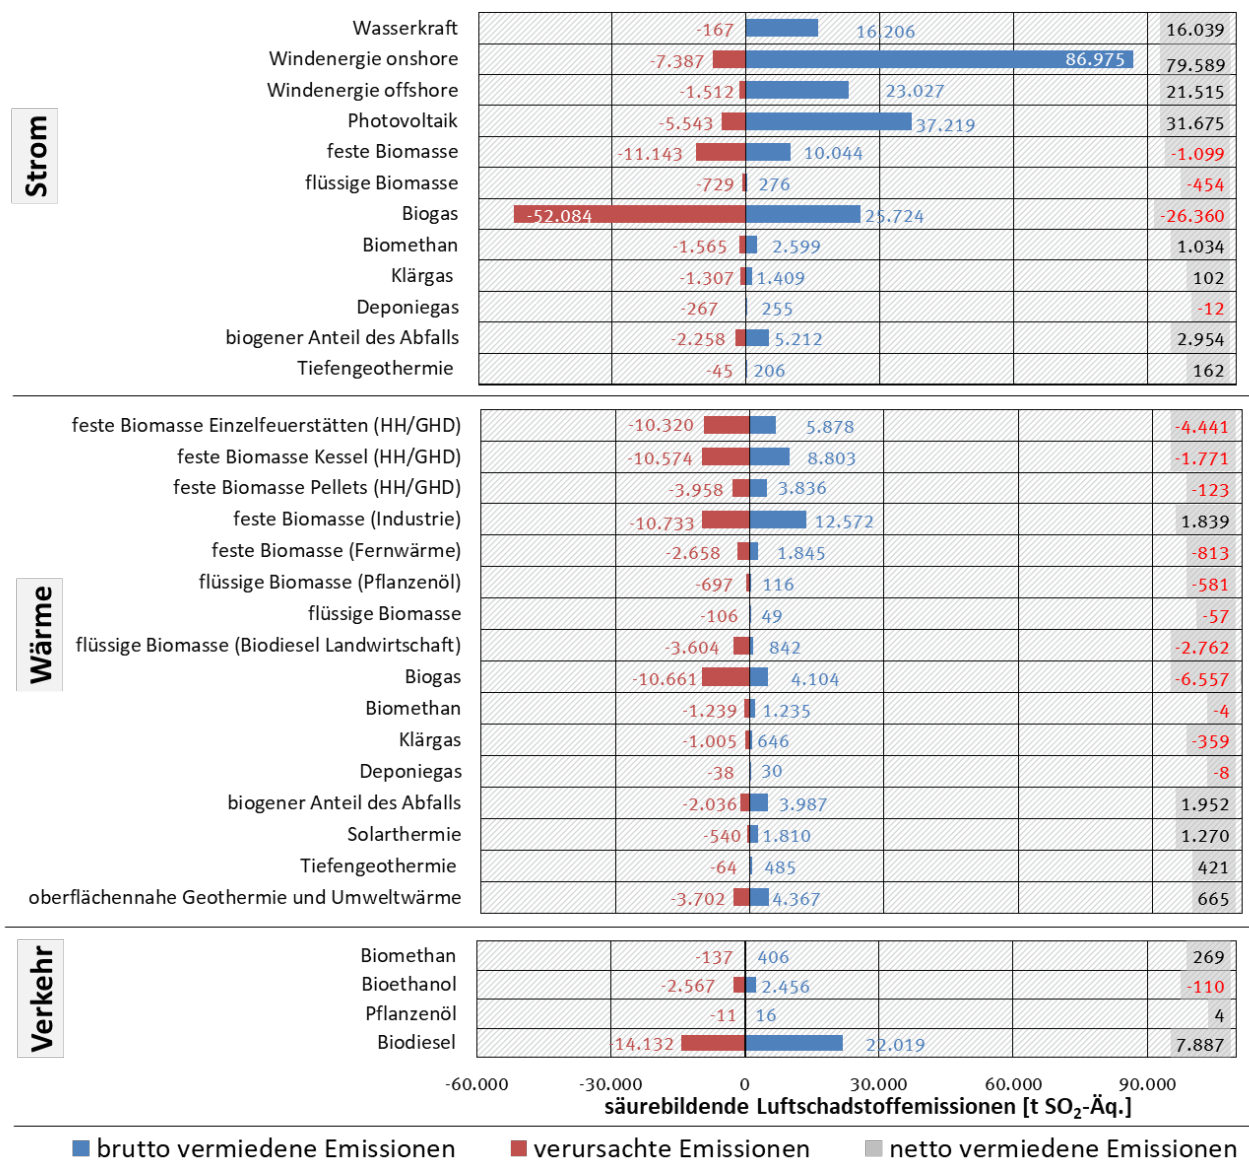 Strom
Wasserkraft -167 16.206 16.039
Windenergie onshore -7.387 86.975 79.589
Windenergie offshore -1.512 23.027 21.515
Photovoltaik -5.543 37.219 31.675
feste Biomasse -11.143 10.044 -1.099
flüssige Biomasse -729 276 -454
Biogas -52.084 25.724 -26.360
Biomethan -1.565 2.599 1.034
Klärgas -1.307 1.409 102
Deponiegas -267 255 -12
biogener Anteil des Abfalls -2.258 5.212 2.954
Tiefengeothermie -45 206 162
Wärme
feste Biomasse Einzelfeuerstätten (HH/GHD) -10.320 5.878 -4.441
feste Biomasse Kessel (HH/GHD) -10.574 8.803 -1.771
feste Biomasse Pellets (HH/GHD) -3.958 3.836 -123
feste Biomasse (Industrie) -10.733 12.572 1.839
feste Biomasse (Fernwärme) -2.658 1.845 -813
flüssige Biomasse (Pflanzenöl) -697 116 -581
flüssige Biomasse -106 49 -57
flüssige Biomasse (Biodiesel Landwirtschaft) -3.604 842 -2.762
Biogas -10.661 4.104 -6.557
Biomethan -1.239 1.235 -4
Klärgas -1.005 646 -359
Deponiegas -38 30 -8
biogener Anteil des Abfalls -2.036 3.987 1.952
Solarthermie -540 1.810 1.270
Tiefengeothermie -64 485 421
oberflächennahe Geothermie und Umweltwärme -3.702 4.367 665
Verkehr
Biomethan -137 406 269
Bioethanol -2.567 2.456 -110
Pflanzenöl -11 16 4
Biodiesel -14.132 22.019 7.887
-60.000 -30.000 0 30.000 60.000 90.000
säurebildende Luftschadstoffemissionen [t SO₂-Äq.]
brutto vermiedene Emissionen verursachte Emissionen netto vermiedene Emissionen